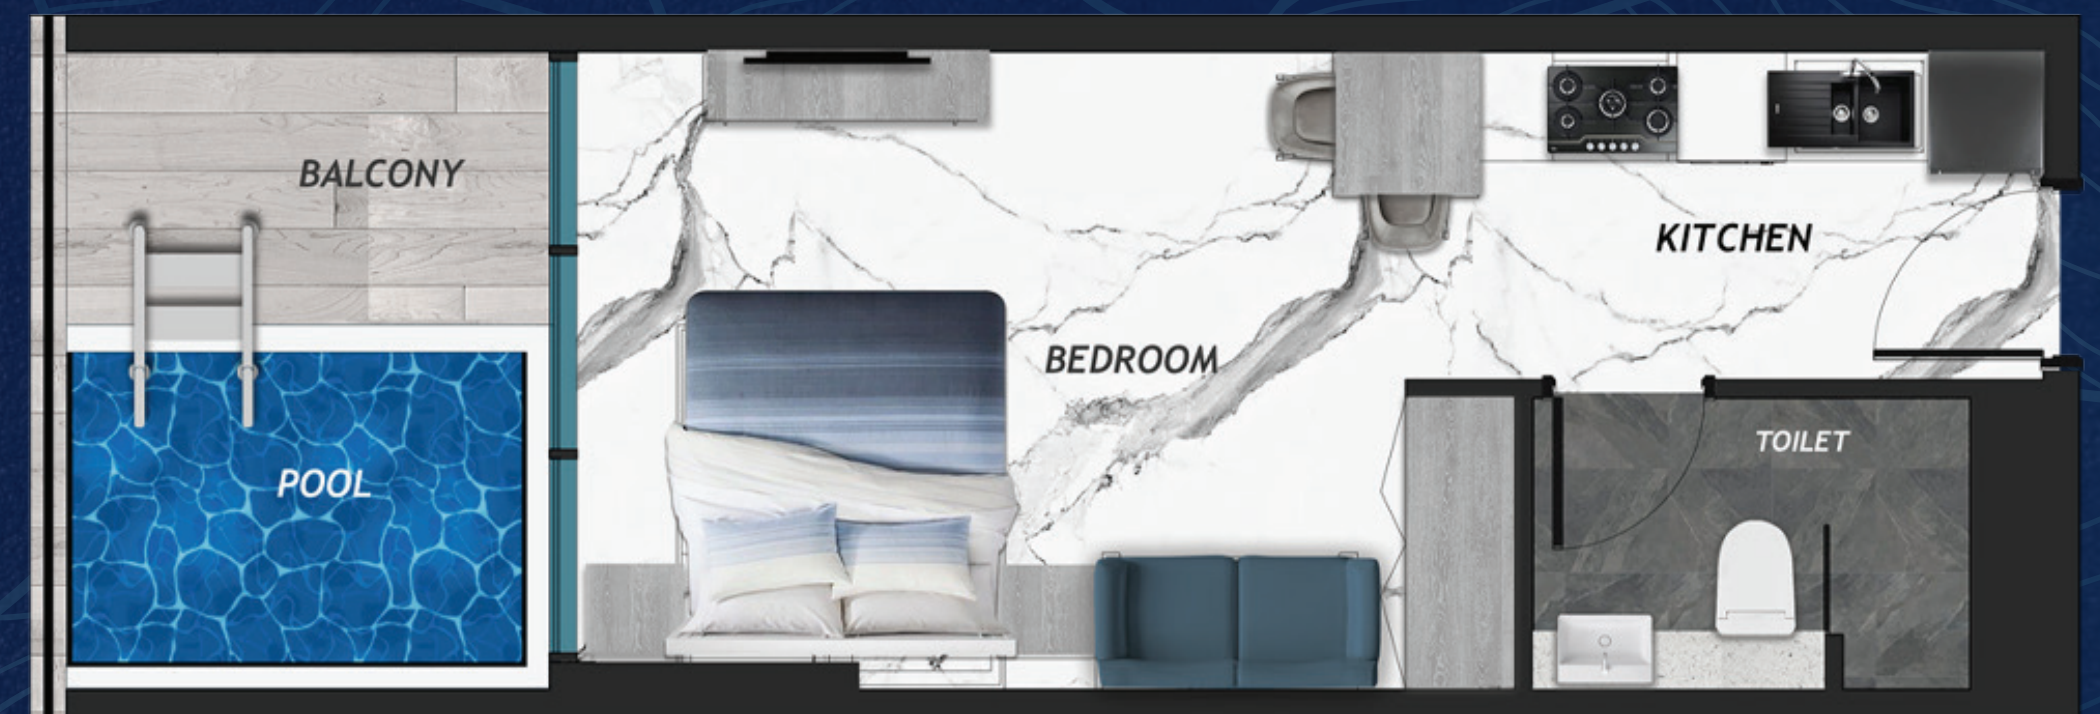 BALCONY
KITCHEN
BEDROOM
TOILET
POOL